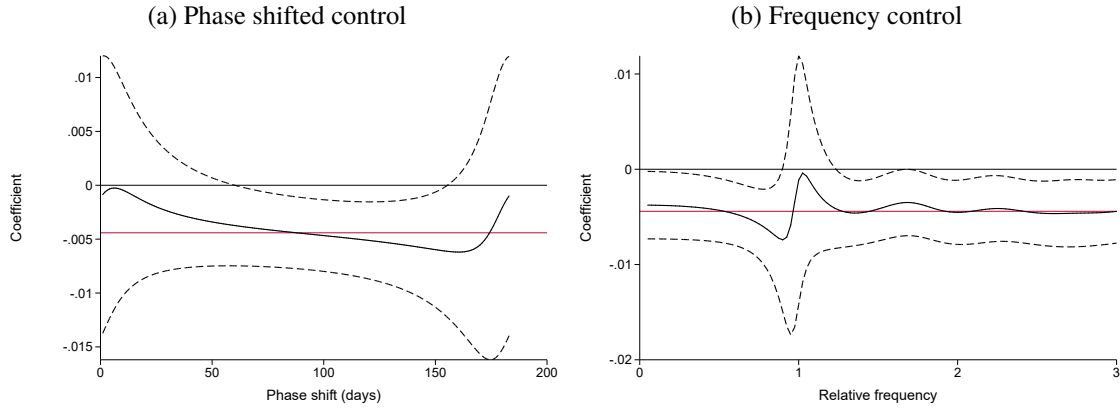 (a) Phase shifted control
.01
.005
0
-.005
-.01
-.015
Coefficient
0 50 100 150 200
Phase shift (days)
(b) Frequency control
.01
0
-.01
-.02
Coefficient
0 1 2 3
Relative frequency